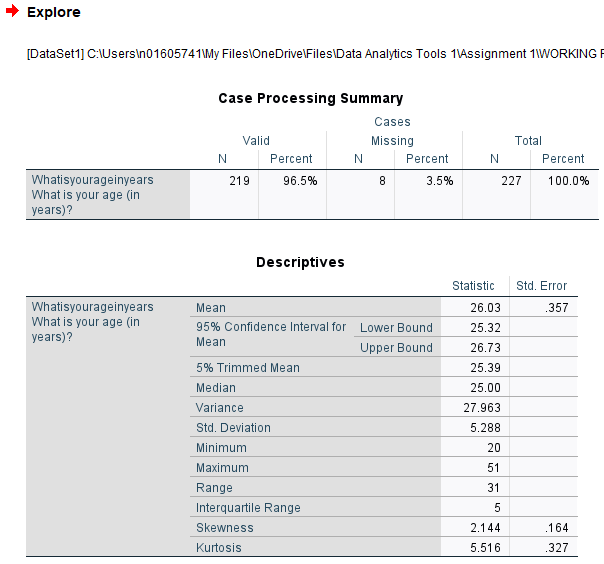 Explore
[DataSet1] C:\Users\n01605741\My Files\OneDrive\Files\Data Analytics Tools 1\Assignment 1\WORKING F
Case Processing Summary
Cases
Valid Missing Total
N Percent N Percent N Percent
Whatisyourageinyears 219 96.5% 8 3.5% 227 100.0%
What is your age (in
years)?
Descriptives
Statistic Std. Error
Whatisyourageinyears Mean 26.03 .357
What is your age (in
years)?
95% Confidence Interval for Lower Bound 25.32
Mean Upper Bound 26.73
5% Trimmed Mean 25.39
Median 25.00
Variance 27.963
Std. Deviation 5.288
Minimum 20
Maximum 51
Range 31
Interquartile Range 5
Skewness 2.144 .164
Kurtosis 5.516 .327